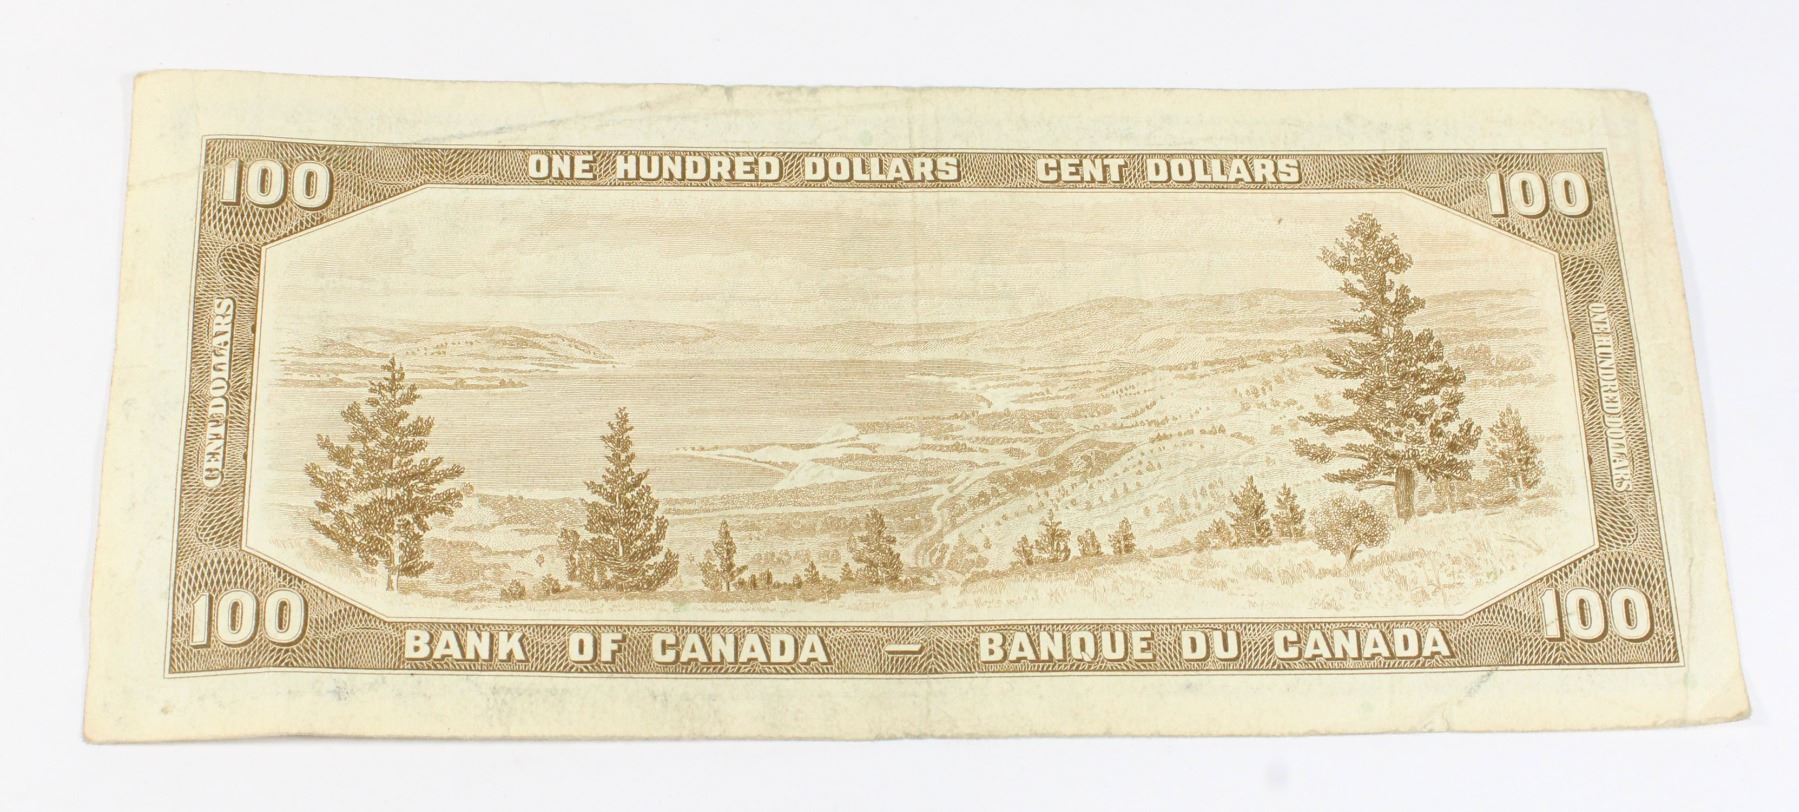 100 ONE HUNDRED DOLLARS CENT DOLLARS 100
CENT DOLLARS
ONE HUNDRED DOLLARS
100 BANK OF CANADA — BANQUE DU CANADA 100